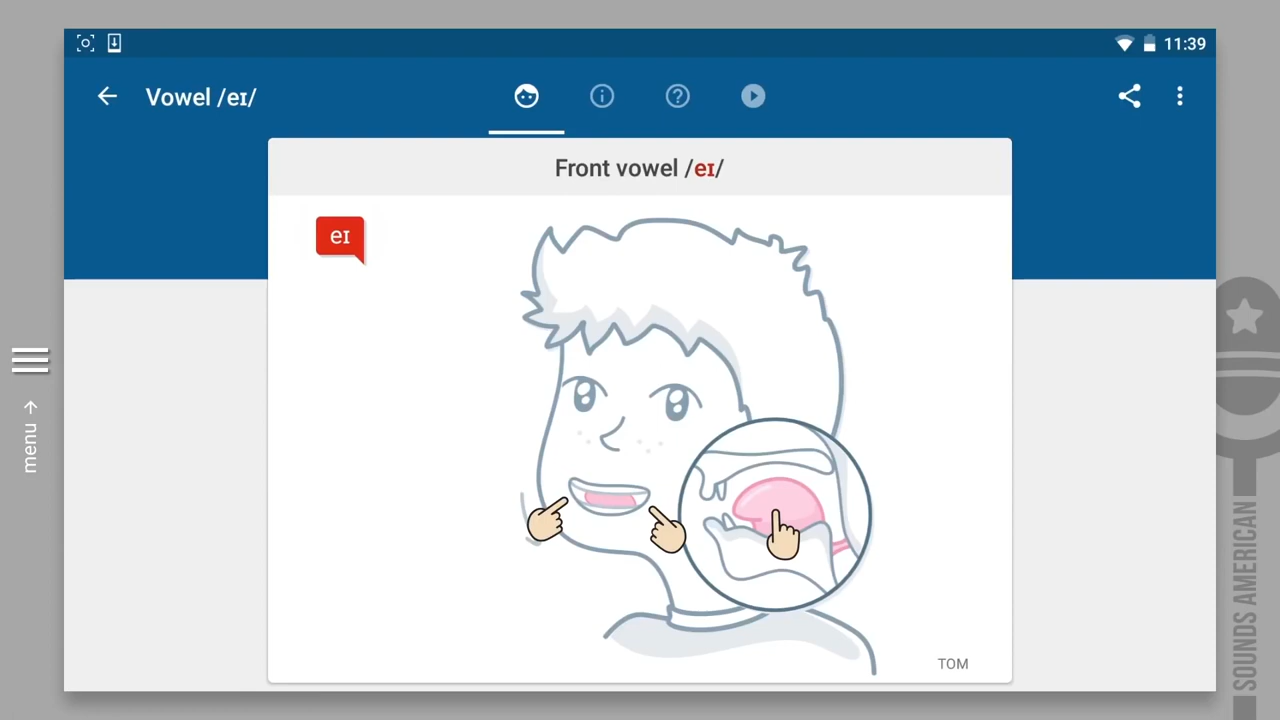 11:39
Vowel /eɪ/
Front vowel /eɪ/
eɪ
menu
TOM
SOUNDS AMERICAN